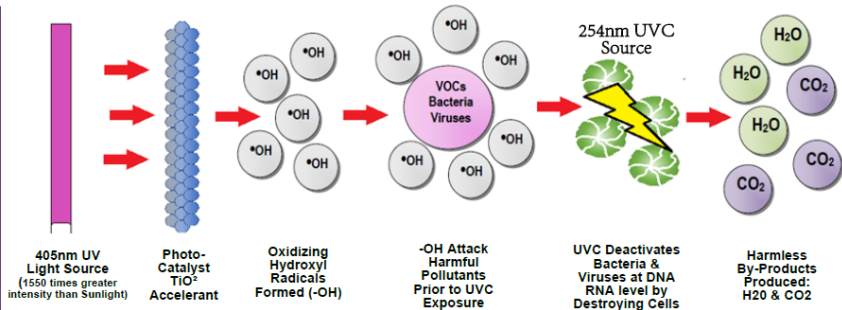 405nm UV
Light Source
(1550 times greater
intensity than Sunlight)
Photo-
Catalyst
TiO²
Accelerant
•OH
•OH
•OH
•OH
•OH
Oxidizing
Hydroxyl
Radicals
Formed (-OH)
•OH
•OH
•OH
VOCs
Bacteria
Viruses
•OH
•OH
•OH
-OH Attack
Harmful
Pollutants
Prior to UVC
Exposure
254nm UVC
Source
UVC Deactivates
Bacteria &
Viruses at DNA
RNA level by
Destroying Cells
H₂O
H₂O
CO₂
H₂O
CO₂
CO₂
Harmless
By-Products
Produced:
H20 & CO2